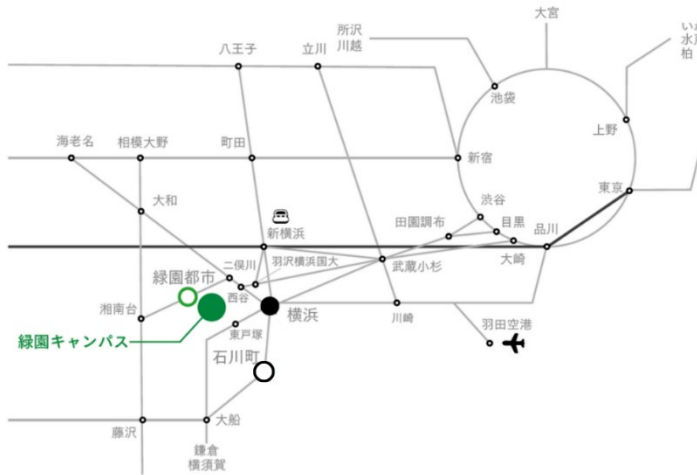 大宮
所沢
川越
い
水
柏
八王子
立川
池袋
上野
海老名
相模大野
町田
新宿
東京
大和
渋谷
田園調布
目黒
品川
新横浜
大崎
二俣川
羽沢横浜国大
武蔵小杉
緑園都市
西谷
湘南台
横浜
川崎
羽田空港
緑園キャンパス
東戸塚
石川町
藤沢
大船
鎌倉
横須賀